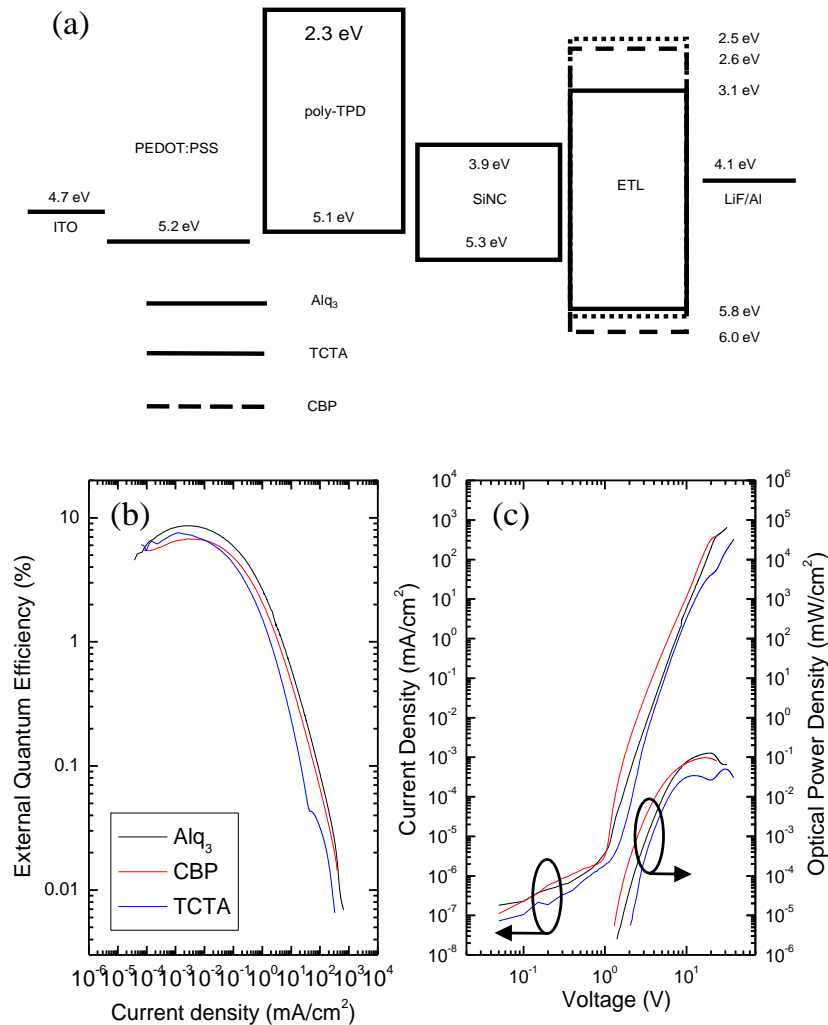 (a)
2.3 eV
poly-TPD
5.1 eV
PEDOT:PSS
4.7 eV
ITO
5.2 eV
3.9 eV
SiNC
5.3 eV
2.5 eV
2.6 eV
3.1 eV
ETL
5.8 eV
6.0 eV
4.1 eV
LiF/Al
Alq3
TCTA
CBP
(b)
External Quantum Efficiency (%)
10
1
0.1
0.01
Alq3
CBP
TCTA
10^-6 10^-5 10^-4 10^-3 10^-2 10^-1 10^0 10^1 10^2 10^3 10^4
Current density (mA/cm^2)
(c)
Current Density (mA/cm^2)
10^4
10^3
10^2
10^1
10^0
10^-1
10^-2
10^-3
10^-4
10^-5
10^-6
10^-7
10^-8
10^-1 10^0 10^1
Voltage (V)
10^6
10^5
10^4
10^3
10^2
10^1
10^0
10^-1
10^-2
10^-3
10^-4
10^-5
10^-6
Optical Power Density (mW/cm^2)